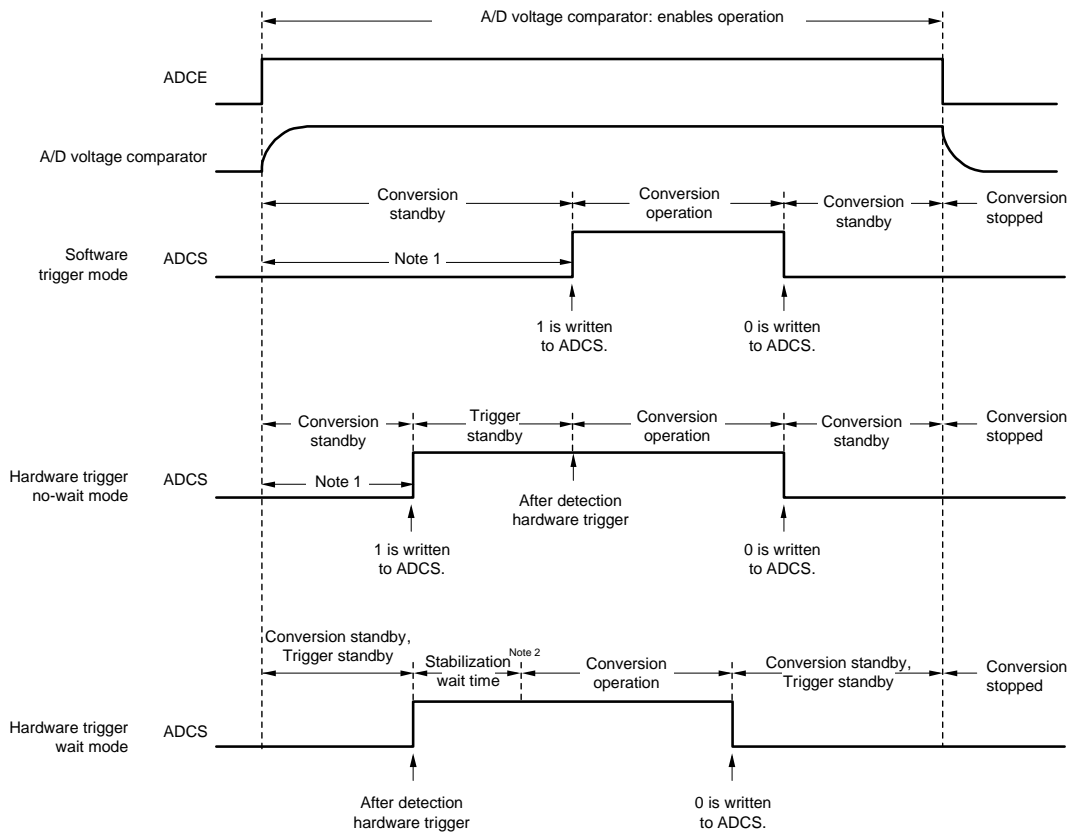 A/D voltage comparator: enables operation
ADCE
A/D voltage comparator
Conversion
standby
Conversion
operation
Conversion
standby
Conversion
stopped
Software
trigger mode
ADCS
Note 1
1 is written
to ADCS.
0 is written
to ADCS.
Conversion
standby
Trigger
standby
Conversion
operation
Conversion
standby
Conversion
stopped
Hardware trigger
no-wait mode
ADCS
Note 1
After detection
hardware trigger
1 is written
to ADCS.
0 is written
to ADCS.
Conversion standby,
Trigger standby
Stabilization Note 2
wait time
Conversion
operation
Conversion standby,
Trigger standby
Conversion
stopped
Hardware trigger
wait mode
ADCS
After detection
hardware trigger
0 is written
to ADCS.